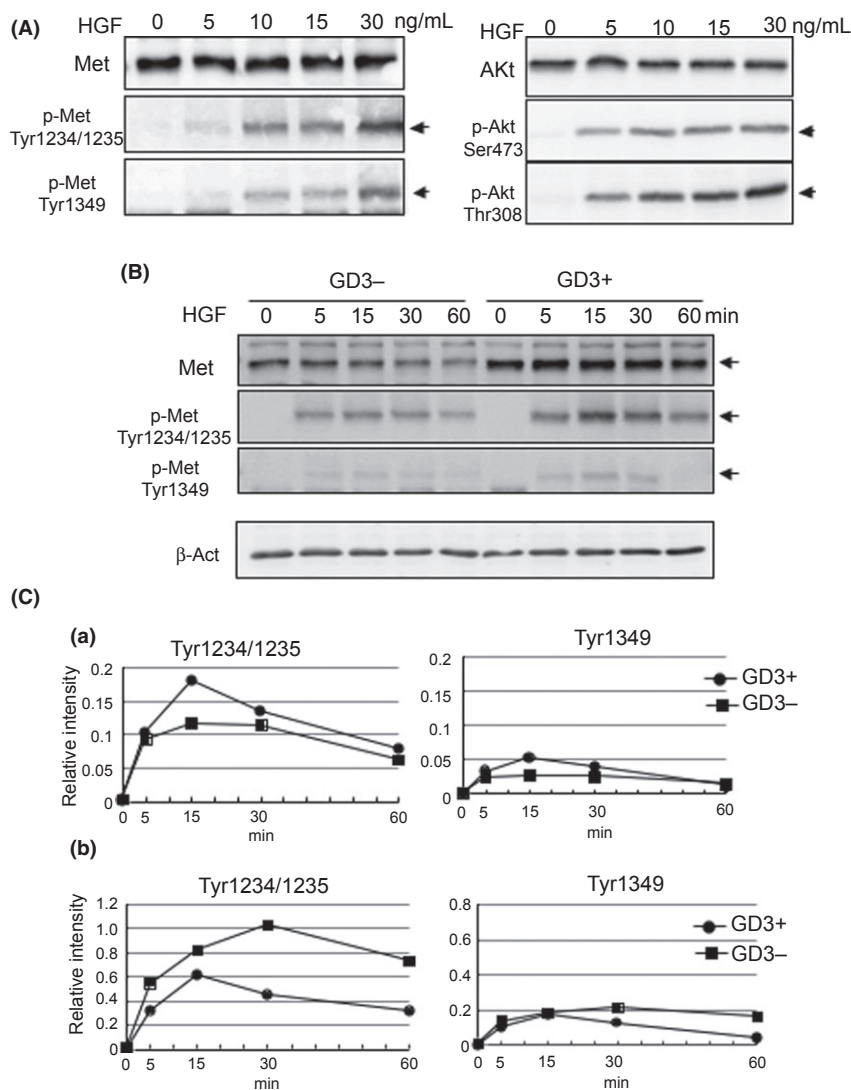 (A)
HGF 0 5 10 15 30 ng/mL
Met
p-Met
Tyr1234/1235
p-Met
Tyr1349
HGF 0 5 10 15 30 ng/mL
AKt
p-Akt
Ser473
p-Akt
Thr308
(B)
GD3– GD3+
HGF 0 5 15 30 60 0 5 15 30 60 min
Met
p-Met
Tyr1234/1235
p-Met
Tyr1349
β-Act
(C)
(a)
Tyr1234/1235
Relative intensity
0.2
0.15
0.1
0.05
0
0 5 15 30 60
min
Tyr1349
0.2
0.15
0.1
0.05
0
0 5 15 30 60
min
GD3+
GD3–
(b)
Tyr1234/1235
Relative intensity
1.2
1.0
0.8
0.6
0.4
0.2
0
0 5 15 30 60
min
Tyr1349
0.8
0.6
0.4
0.2
0
0 5 15 30 60
min
GD3+
GD3–